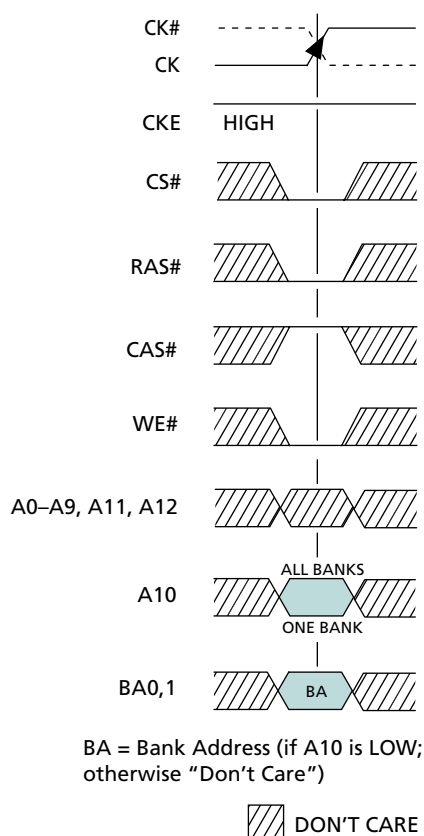 CK#
CK
CKE HIGH
CS#
RAS#
CAS#
WE#
A0–A9, A11, A12
ALL BANKS
A10
ONE BANK
BA0,1 BA
BA = Bank Address (if A10 is LOW;
otherwise “Don’t Care”)
DON’T CARE